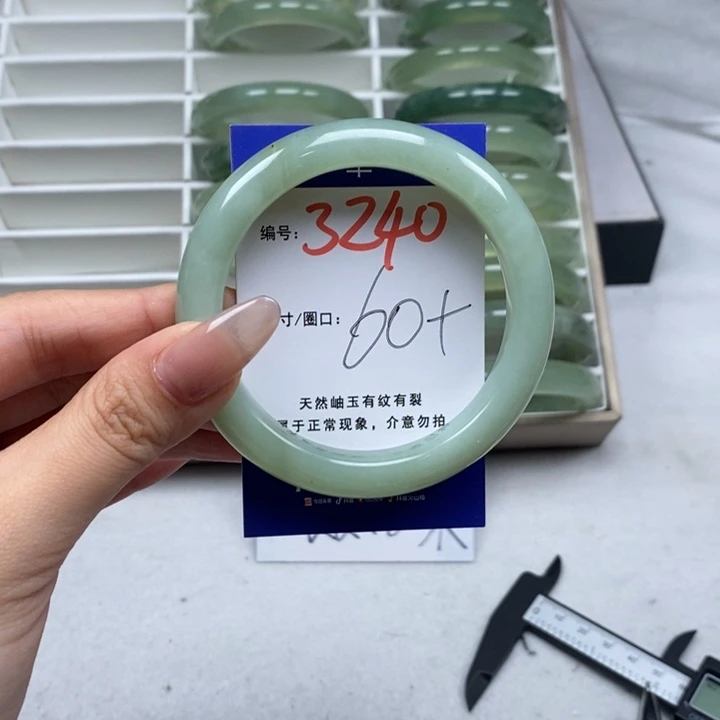 编号：3240
寸/圈口：60+
天然岫玉有纹有裂
属于正常现象，介意勿拍